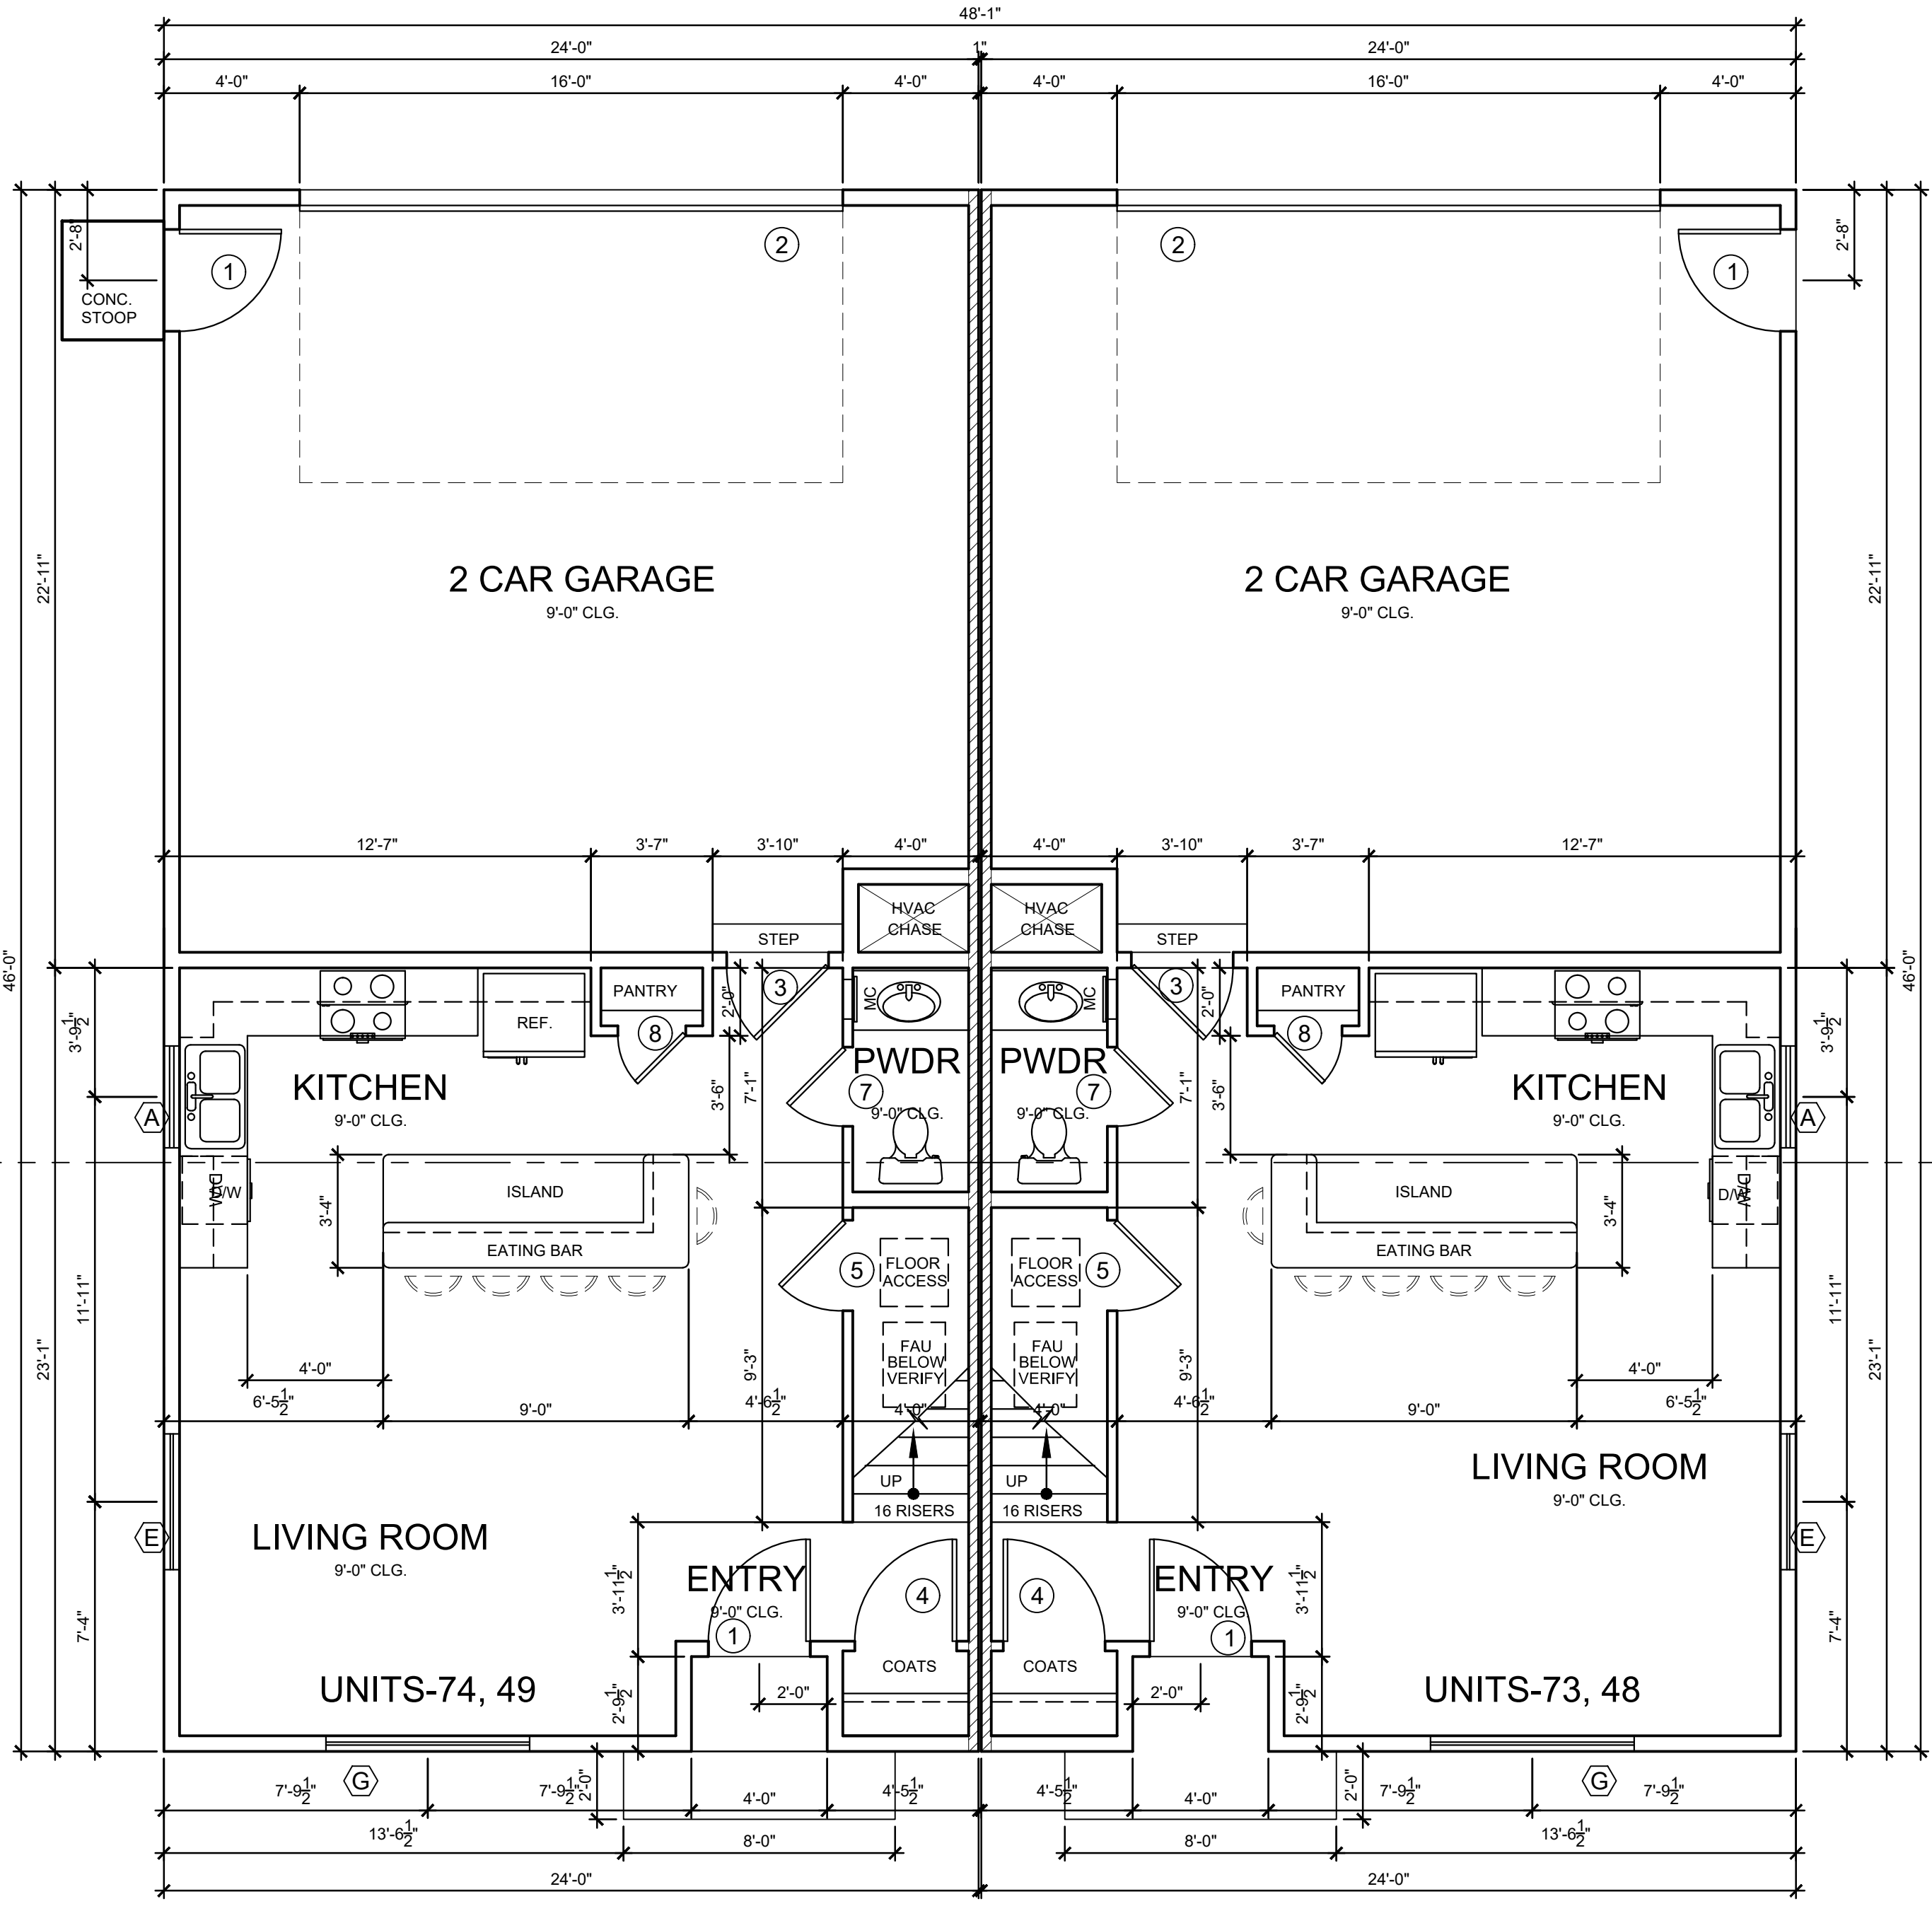 48'-1"
24'-0" 1" 24'-0"
4'-0" 16'-0" 4'-0" 4'-0" 16'-0" 4'-0"
2'-8" 2 2 2'-8"
1 1
CONC.
STOOP
22'-11" 2 CAR GARAGE 2 CAR GARAGE 22'-11"
9'-0" CLG. 9'-0" CLG.
12'-7" 3'-7" 3'-10" 4'-0" 4'-0" 3'-10" 3'-7" 12'-7"
HVAC HVAC
CHASE CHASE
STEP STEP
46'-0" 46'-0"
PANTRY 2'-0" 3 MC MC 3 2'-0" PANTRY
3'-9 1/2" REF. 8 8 3'-9 1/2"
KITCHEN PWDR PWDR KITCHEN
3'-6" 7'-1" 7 7 7'-1" 3'-6"
9'-0" CLG. 9'-0" CLG. 9'-0" CLG. 9'-0" CLG.
A A
D/W D/W ISLAND ISLAND D/W D/W
3'-4" 3'-4"
EATING BAR EATING BAR
5 FLOOR FLOOR 5
ACCESS ACCESS
11'-11" 11'-11"
FAU FAU
BELOW BELOW
VERIFY VERIFY
23'-1" 4'-0" 9'-3" 9'-3" 4'-0" 23'-1"
6'-5 1/2" 9'-0" 4'-6 1/2" 4'-0" 4'-0" 4'-6 1/2" 9'-0" 6'-5 1/2"
LIVING ROOM
UP UP
9'-0" CLG.
16 RISERS 16 RISERS
E LIVING ROOM E
9'-0" CLG.
ENTRY ENTRY
3'-11 1/2" 4 4 3'-11 1/2"
9'-0" CLG. 9'-0" CLG.
7'-4" 1 1 7'-4"
COATS COATS
UNITS-74, 49 2'-9 1/2" 2'-0" 2'-0" 2'-9 1/2" UNITS-73, 48
G G
7'-9 1/2" 7'-9 1/2" 2'-0" 4'-0" 4'-5 1/2" 4'-5 1/2" 4'-0" 2'-0" 7'-9 1/2" 7'-9 1/2"
13'-6 1/2" 8'-0" 8'-0" 13'-6 1/2"
24'-0" 24'-0"